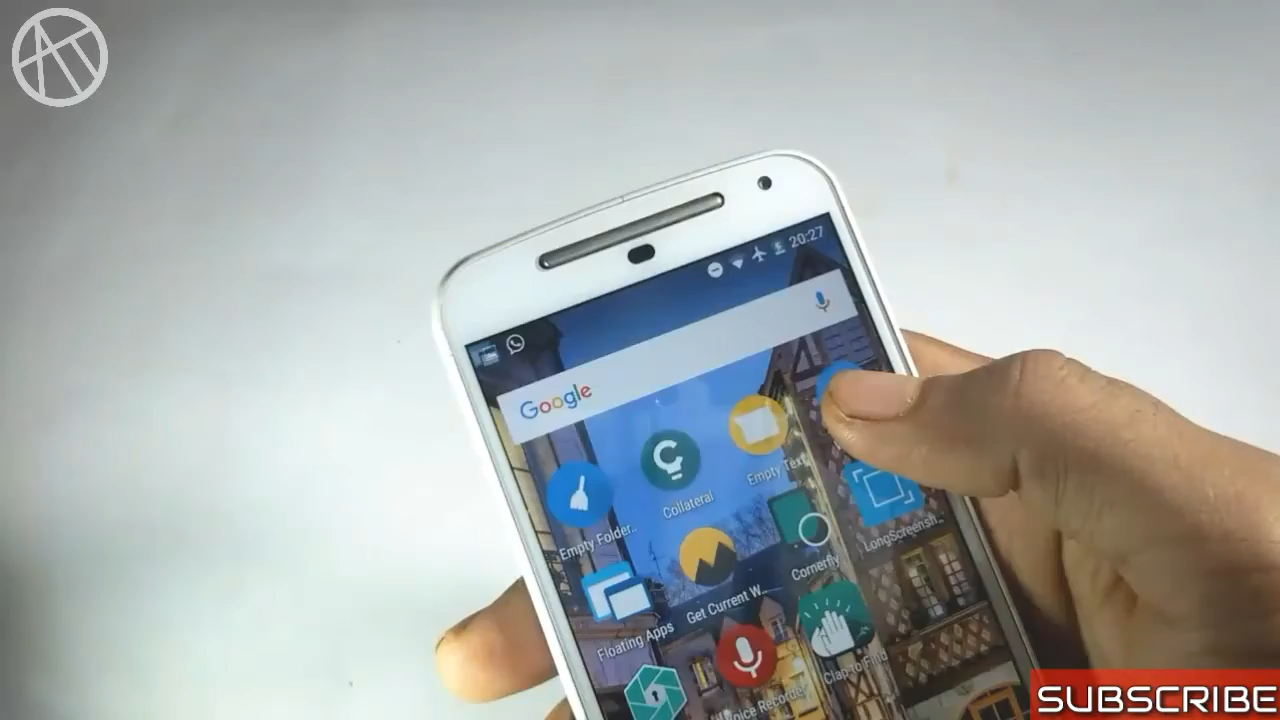 20:27
Google
Empty Folder..
Collateral
Empty Text
LongScreensh..
Floating Apps
Get Current W..
Cornerfly
Voice Recorder
Clap to Find
SUBSCRIBE